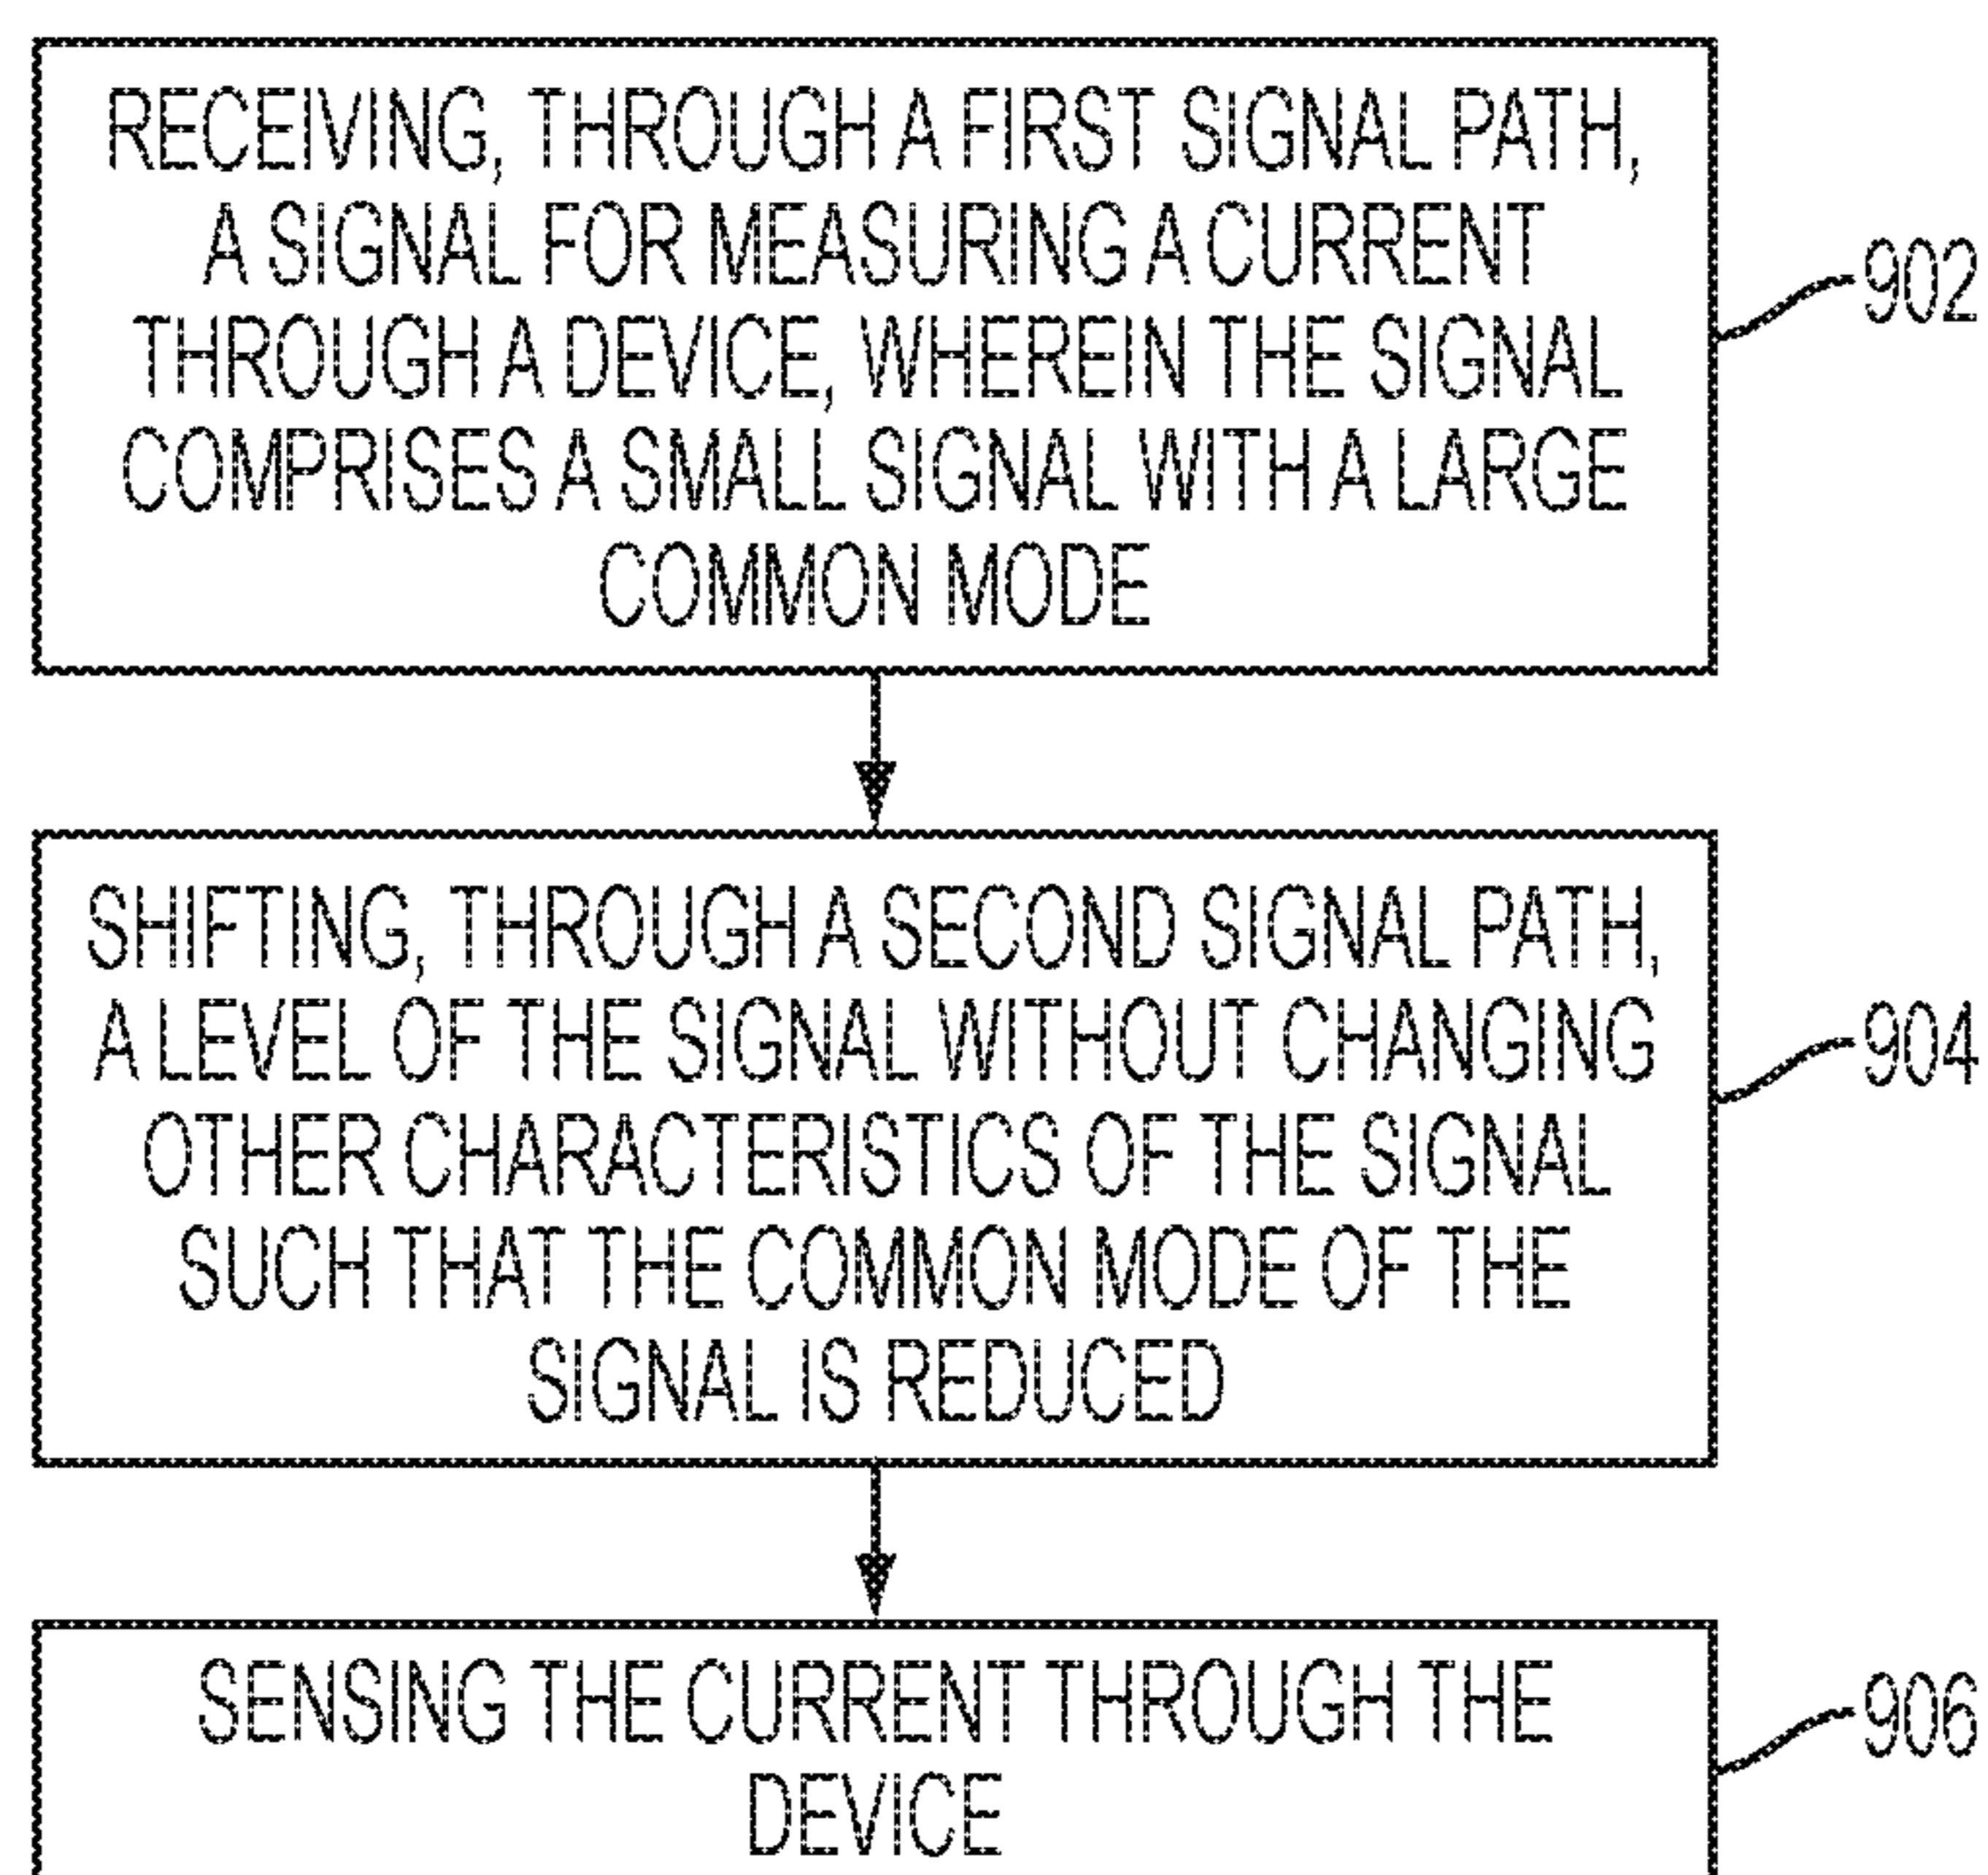 RECEIVING, THROUGH A FIRST SIGNAL PATH,
A SIGNAL FOR MEASURING A CURRENT
THROUGH A DEVICE, WHEREIN THE SIGNAL
COMPRISES A SMALL SIGNAL WITH A LARGE
COMMON MODE
902
SHIFTING, THROUGH A SECOND SIGNAL PATH,
A LEVEL OF THE SIGNAL WITHOUT CHANGING
OTHER CHARACTERISTICS OF THE SIGNAL
SUCH THAT THE COMMON MODE OF THE
SIGNAL IS REDUCED
904
SENSING THE CURRENT THROUGH THE
DEVICE
906